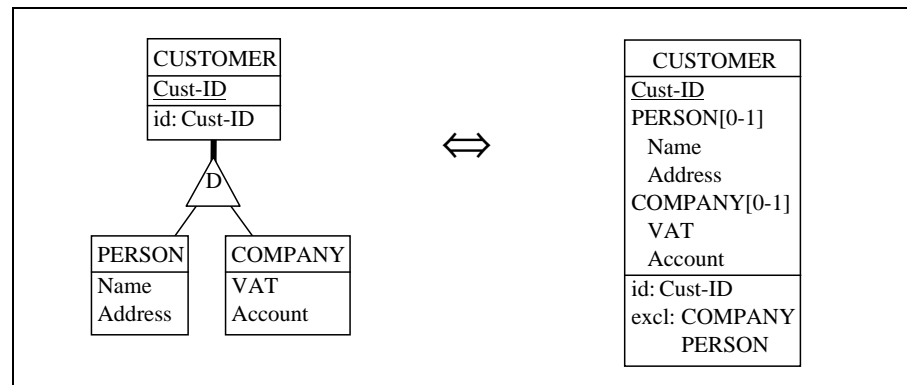 CUSTOMER
Cust-ID
id: Cust-ID
D
PERSON
Name
Address
COMPANY
VAT
Account
⇔
CUSTOMER
Cust-ID
PERSON[0-1]
Name
Address
COMPANY[0-1]
VAT
Account
id: Cust-ID
excl: COMPANY
PERSON